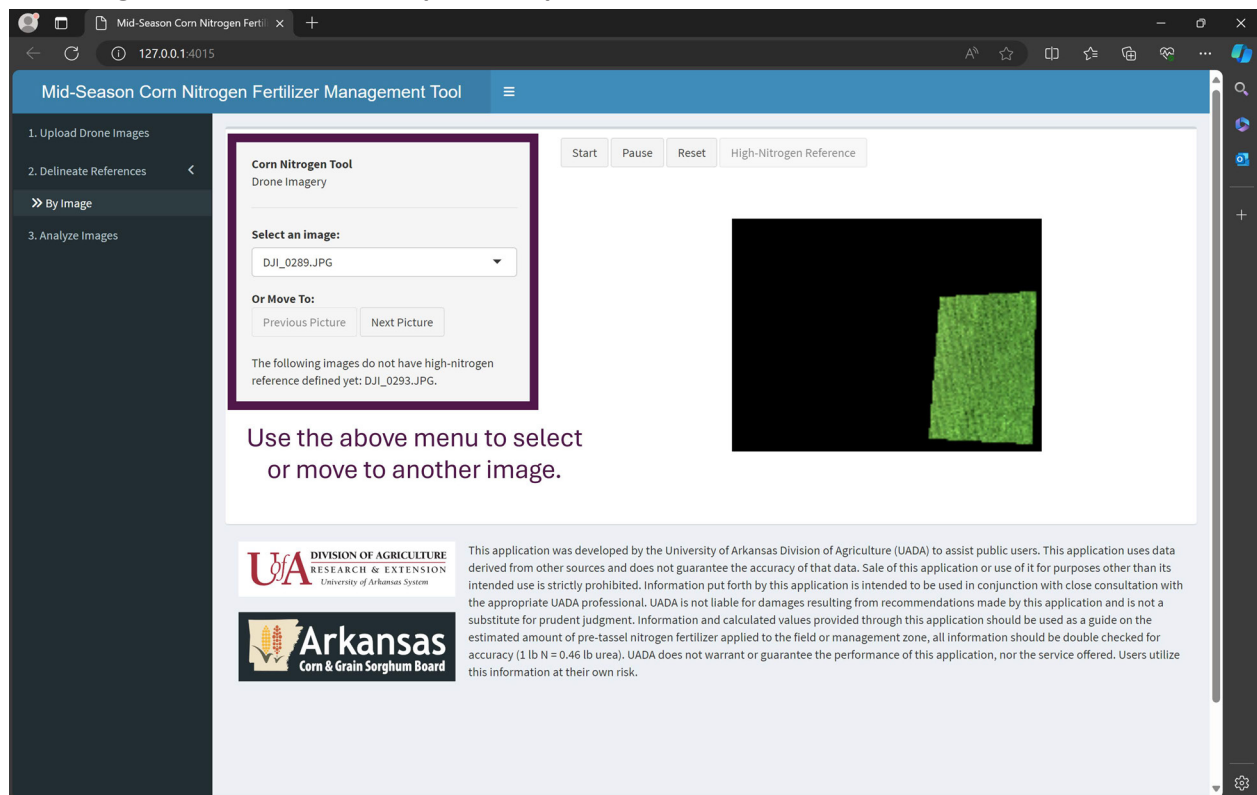 Mid-Season Corn Nitrogen Fertil
127.0.0.1:4015
Mid-Season Corn Nitrogen Fertilizer Management Tool
1. Upload Drone Images
2. Delineate References
By Image
3. Analyze Images
Corn Nitrogen Tool
Drone Imagery
Select an image:
DJI_0289.JPG
Or Move To:
Previous Picture Next Picture
The following images do not have high-nitrogen
reference defined yet: DJI_0293.JPG.
Start Pause Reset High-Nitrogen Reference
Use the above menu to select
or move to another image.
UofA
DIVISION OF AGRICULTURE
RESEARCH & EXTENSION
University of Arkansas System
Arkansas
Corn & Grain Sorghum Board
This application was developed by the University of Arkansas Division of Agriculture (UADA) to assist public users. This application uses data
derived from other sources and does not guarantee the accuracy of that data. Sale of this application or use of it for purposes other than its
intended use is strictly prohibited. Information put forth by this application is intended to be used in conjunction with close consultation with
the appropriate UADA professional. UADA is not liable for damages resulting from recommendations made by this application and is not a
substitute for prudent judgment. Information and calculated values provided through this application should be used as a guide on the
estimated amount of pre-tassel nitrogen fertilizer applied to the field or management zone, all information should be double checked for
accuracy (1 lb N = 0.46 lb urea). UADA does not warrant or guarantee the performance of this application, nor the service offered. Users utilize
this information at their own risk.